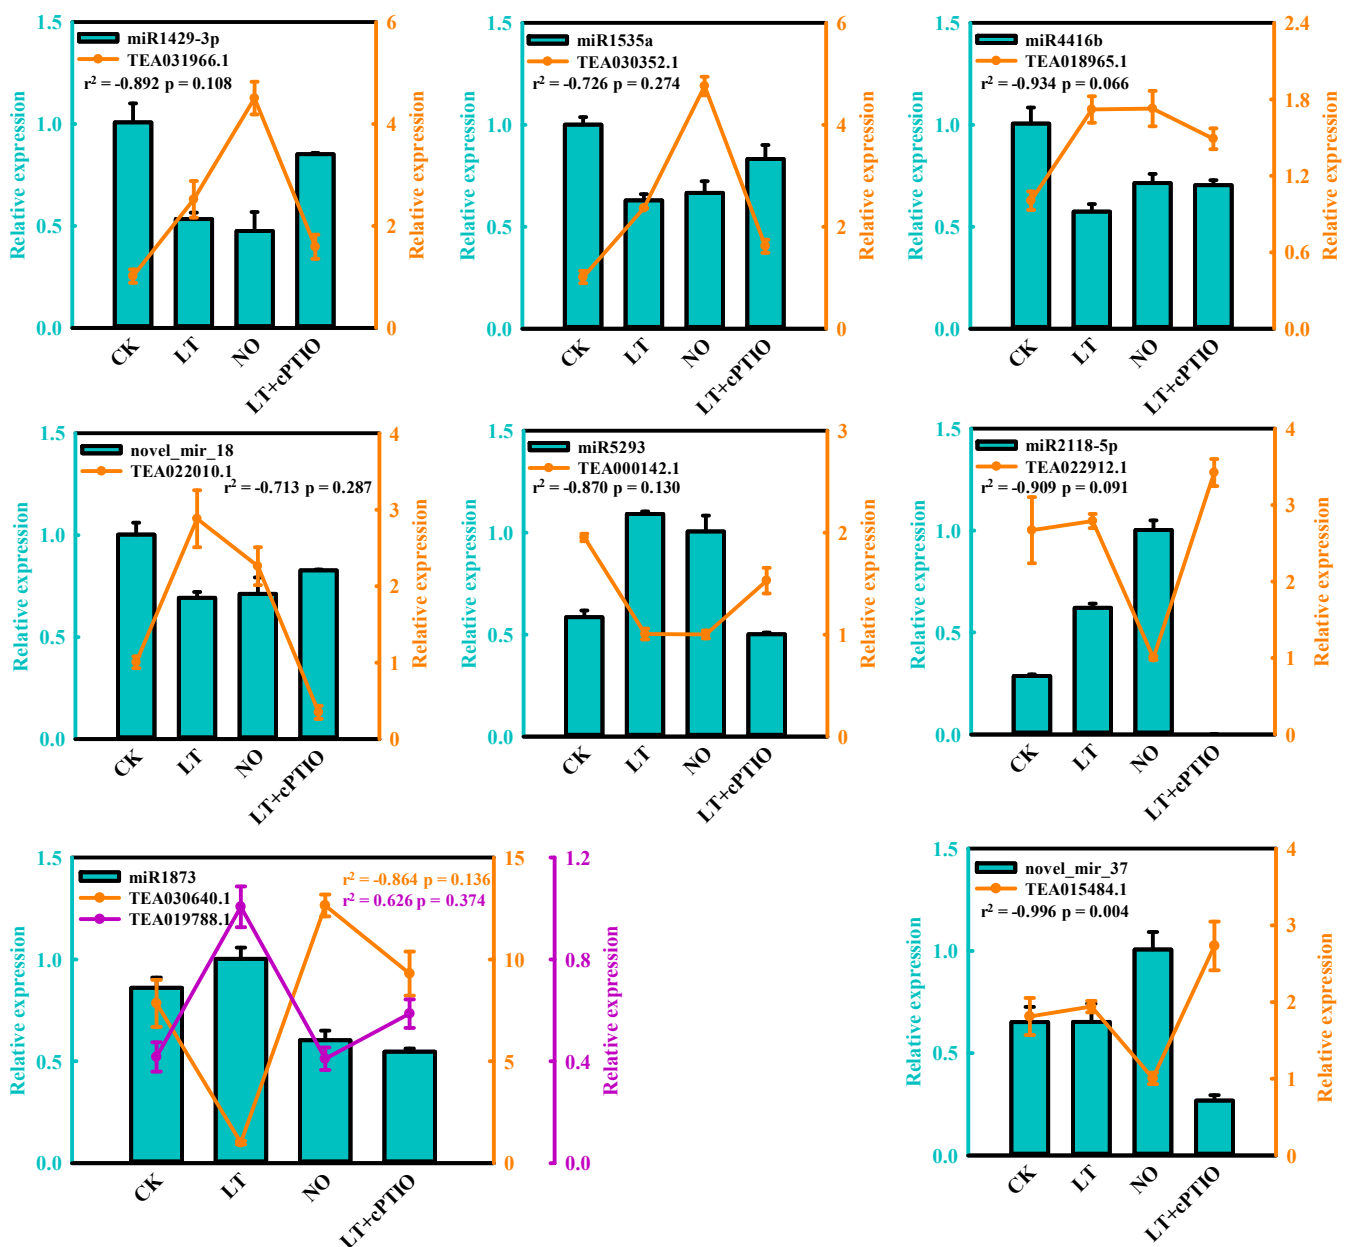 miR1429-3p
TEA031966.1
r² = -0.892 p = 0.108
Relative expression
1.5
1.0
0.5
0.0
6
4
2
0
Relative expression
CK
LT
NO
LT+cPTIO
miR1535a
TEA030352.1
r² = -0.726 p = 0.274
Relative expression
1.5
1.0
0.5
0.0
6
4
2
0
Relative expression
CK
LT
NO
LT+cPTIO
miR4416b
TEA018965.1
r² = -0.934 p = 0.066
Relative expression
1.5
1.0
0.5
0.0
2.4
1.8
1.2
0.6
0.0
Relative expression
CK
LT
NO
LT+cPTIO
novel_mir_18
TEA022010.1
r² = -0.713 p = 0.287
Relative expression
1.5
1.0
0.5
0.0
4
3
2
1
0
Relative expression
CK
LT
NO
LT+cPTIO
miR5293
TEA000142.1
r² = -0.870 p = 0.130
Relative expression
1.5
1.0
0.5
0.0
3
2
1
0
Relative expression
CK
LT
NO
LT+cPTIO
miR2118-5p
TEA022912.1
r² = -0.909 p = 0.091
Relative expression
1.5
1.0
0.5
0.0
4
3
2
1
0
Relative expression
CK
LT
NO
LT+cPTIO
miR1873
TEA030640.1
TEA019788.1
r² = -0.864 p = 0.136
r² = 0.626 p = 0.374
Relative expression
1.5
1.0
0.5
0.0
15
10
5
0
Relative expression
1.2
0.8
0.4
0.0
Relative expression
CK
LT
NO
LT+cPTIO
novel_mir_37
TEA015484.1
r² = -0.996 p = 0.004
Relative expression
1.5
1.0
0.5
0.0
4
3
2
1
0
Relative expression
CK
LT
NO
LT+cPTIO